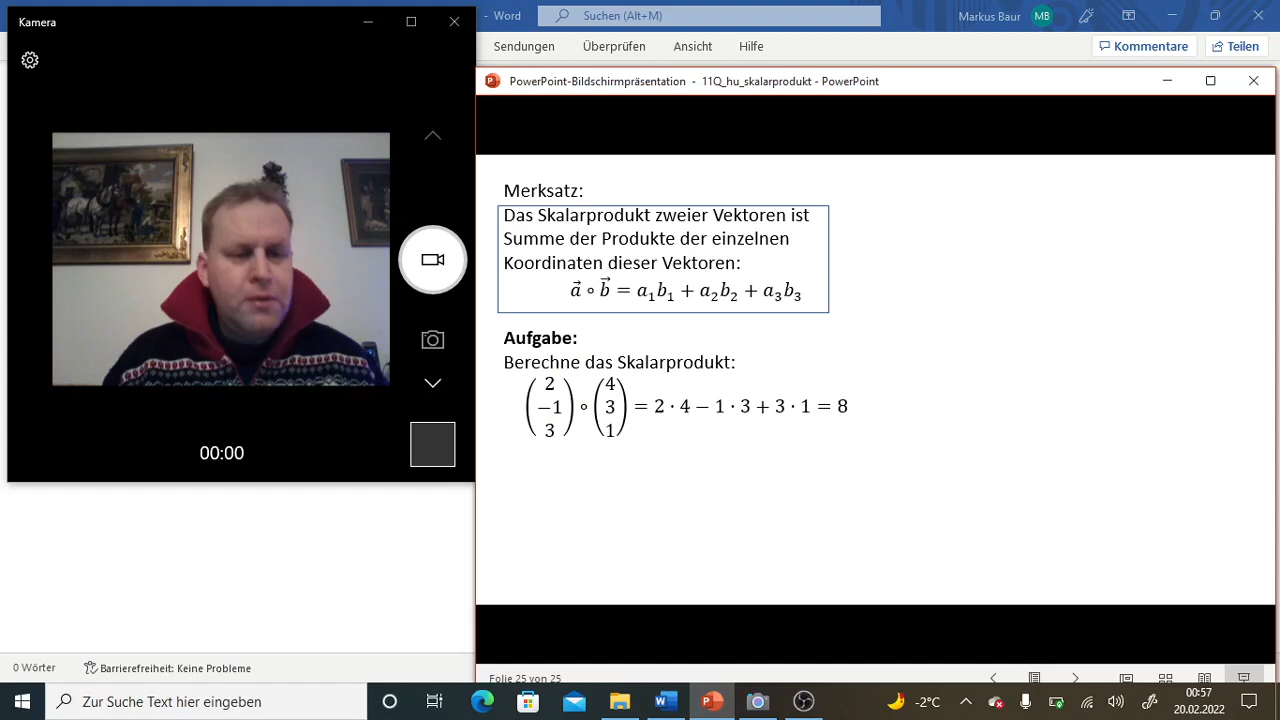 Kamera
00:00
- Word
Suchen (Alt+M)
Markus Baur
MB
Sendungen Überprüfen Ansicht Hilfe
Kommentare
Teilen
PowerPoint-Bildschirmpräsentation - 11Q_hu_skalarprodukt - PowerPoint
Merksatz:
Das Skalarprodukt zweier Vektoren ist
Summe der Produkte der einzelnen
Koordinaten dieser Vektoren:
a⃗ ∘ b⃗ = a₁b₁ + a₂b₂ + a₃b₃
Aufgabe:
Berechne das Skalarprodukt:
(2 −1 3) ∘ (4 3 1) = 2 · 4 − 1 · 3 + 3 · 1 = 8
Folie 25 von 25
0 Wörter
Barrierefreiheit: Keine Probleme
Zur Suche Text hier eingeben
-2°C
00:57
20.02.2022